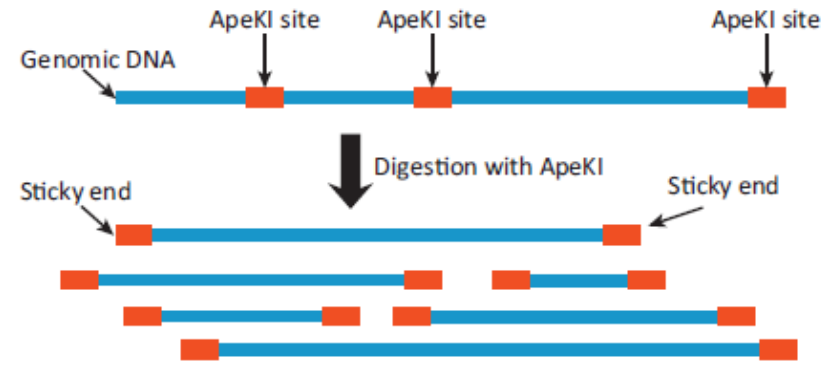 ApeKI site ApeKI site ApeKI site
Genomic DNA
Digestion with ApeKI
Sticky end Sticky end